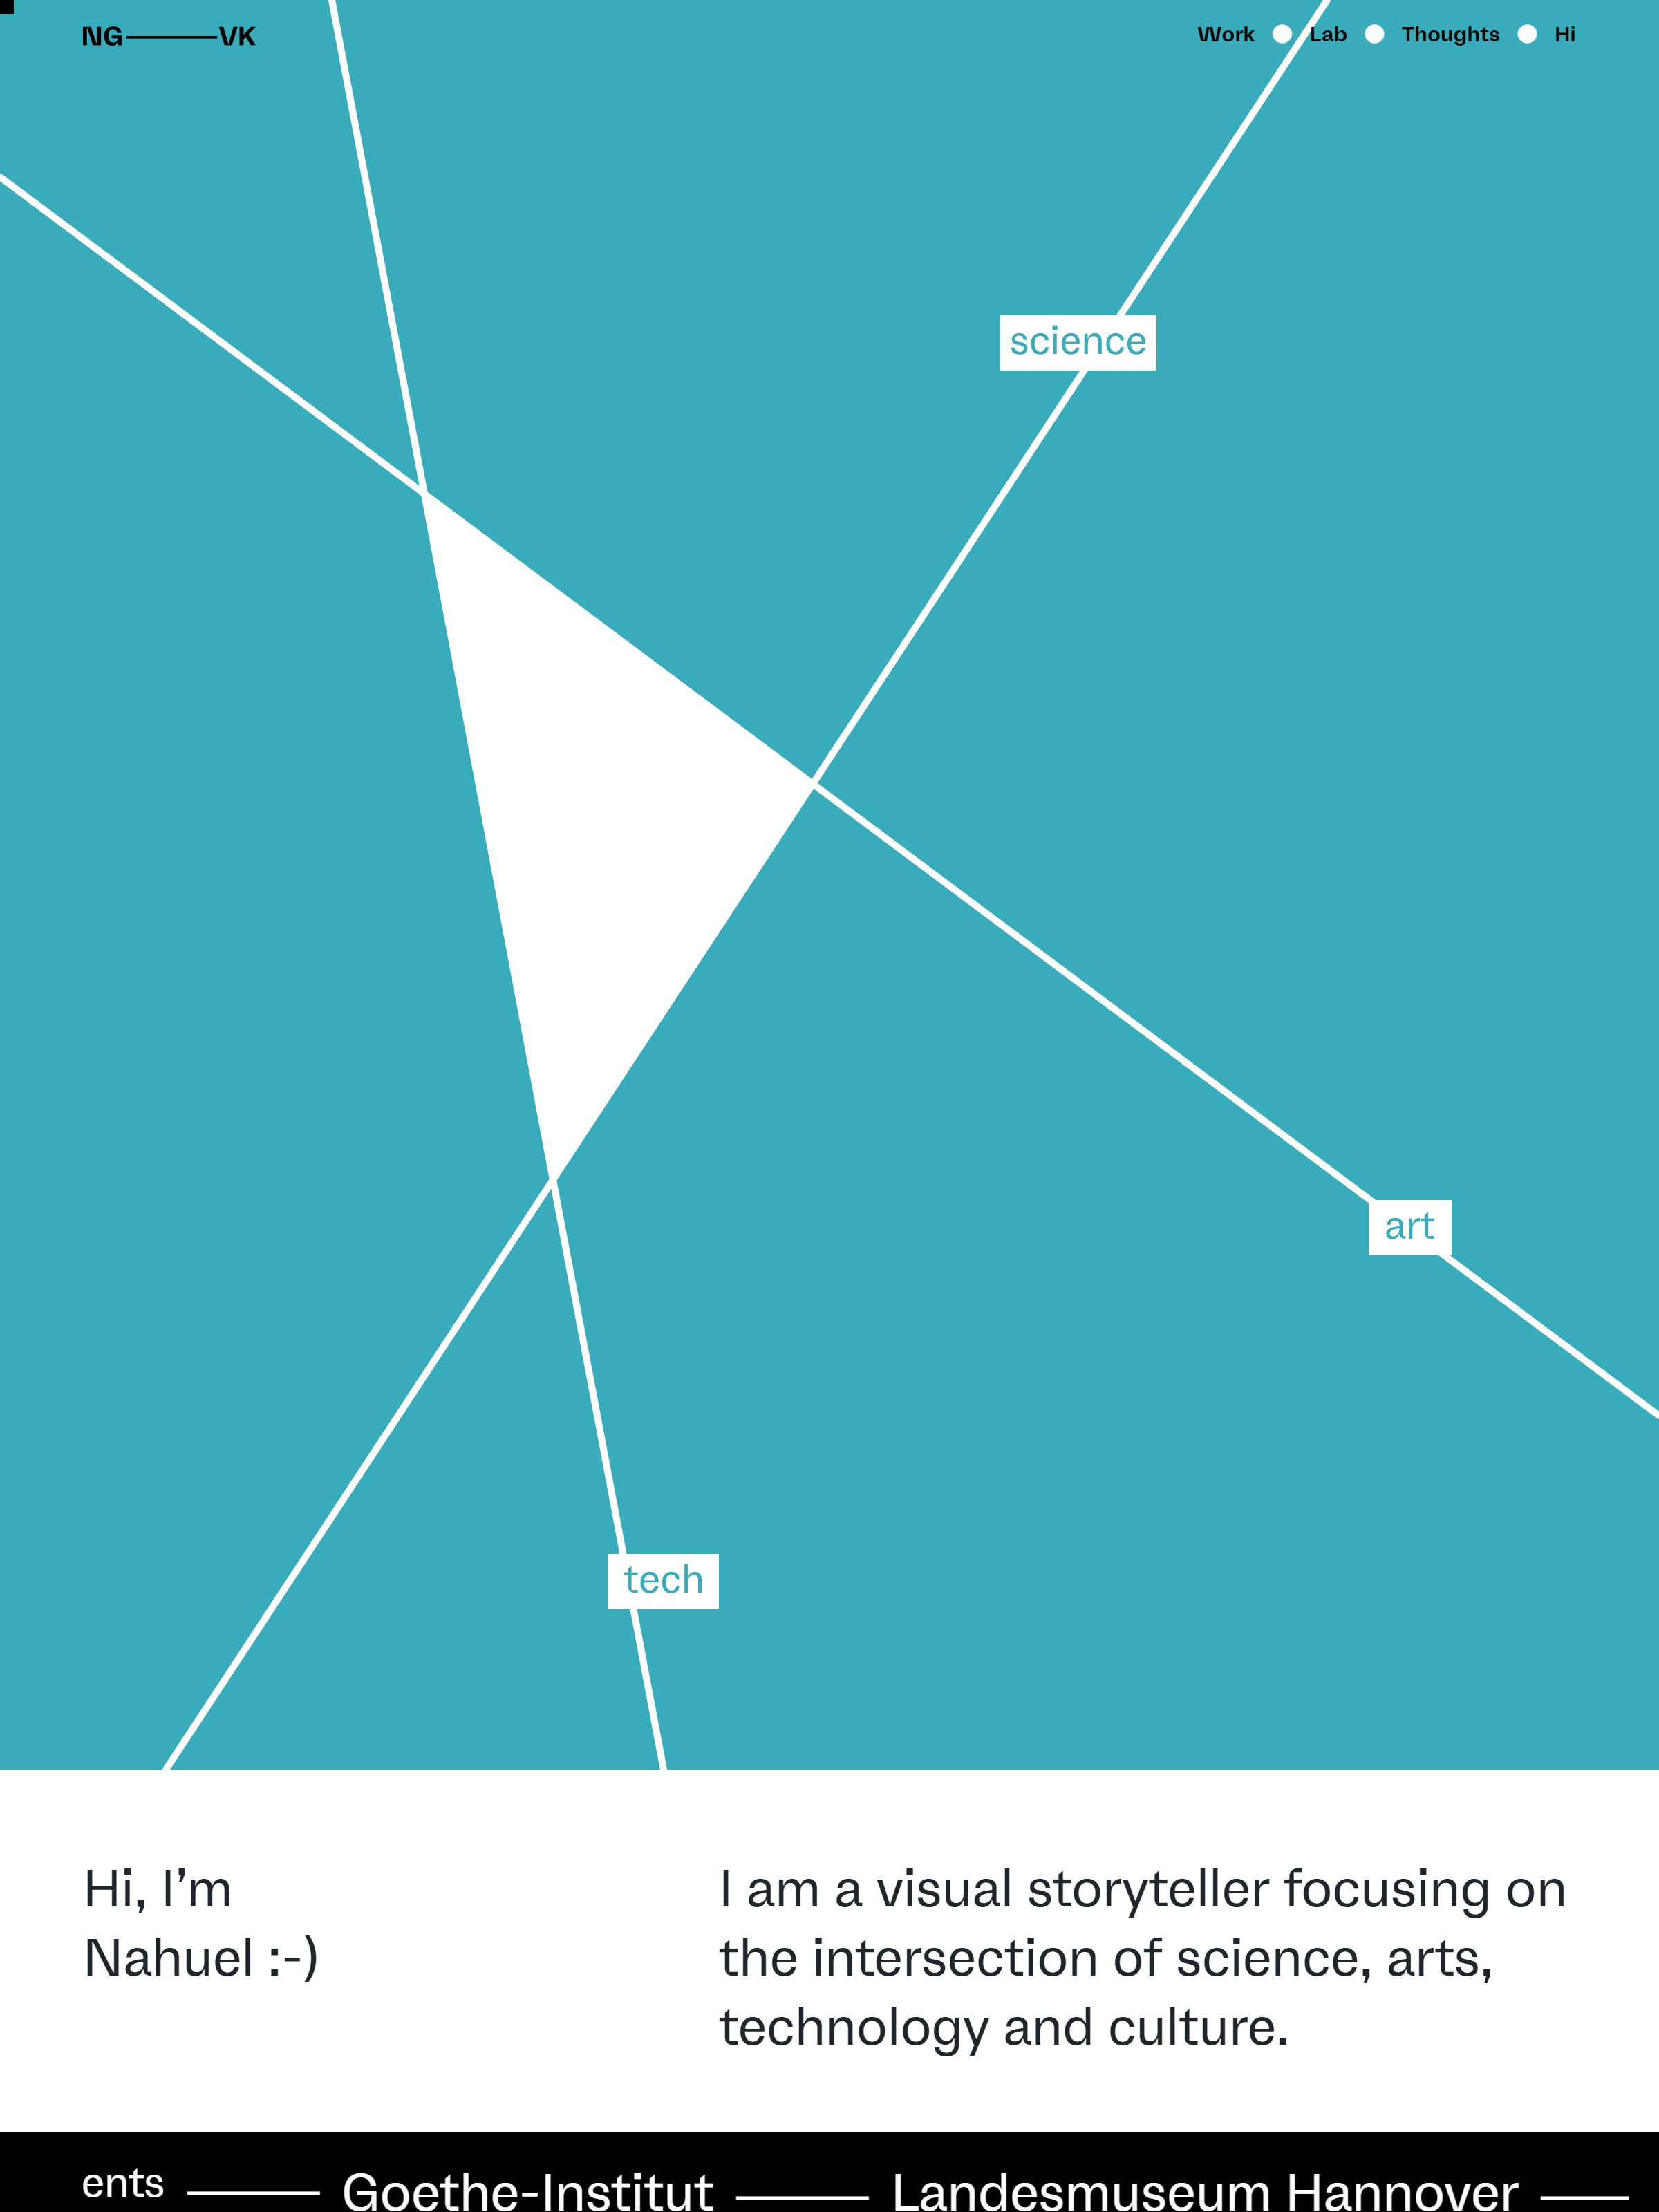 NG VK
Work Lab Thoughts Hi
science
art
tech
Hi, I’m
Nahuel :-)
I am a visual storyteller focusing on
the intersection of science, arts,
technology and culture.
ents Goethe-Institut Landesmuseum Hannover